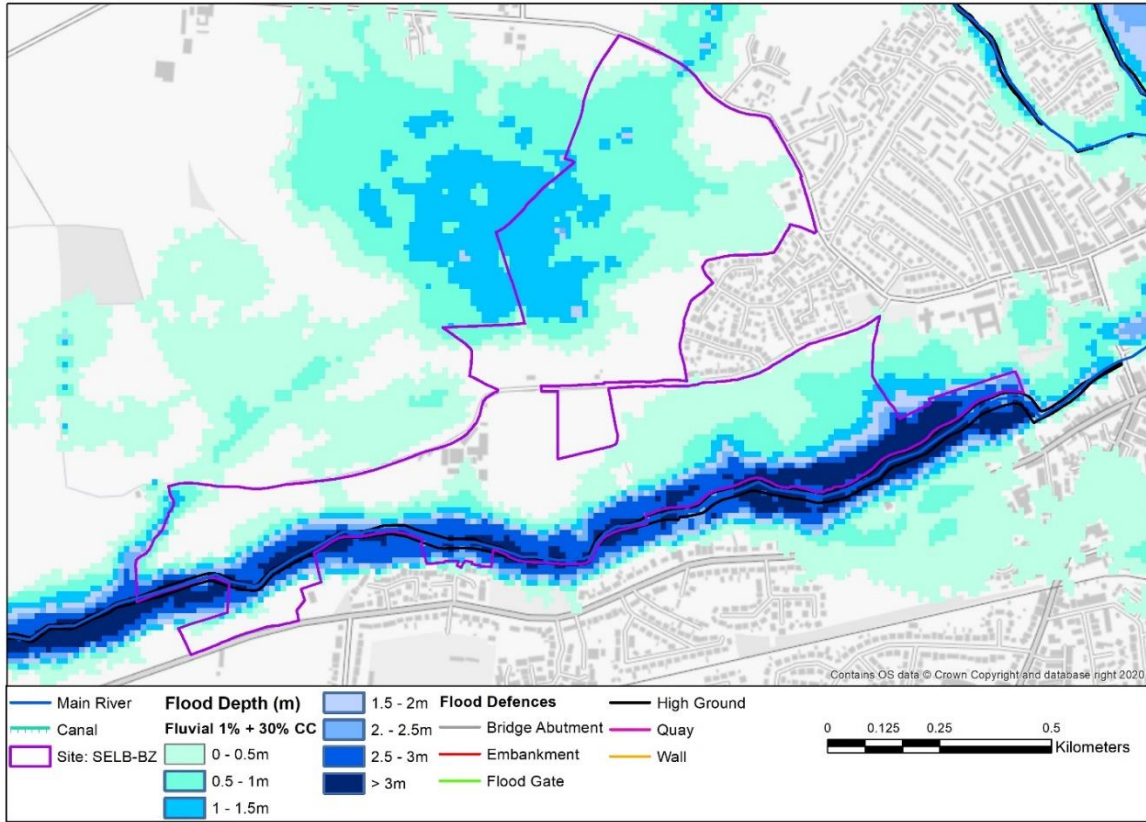 Contains OS data © Crown Copyright and database right 2020
Main River
Canal
Site: SELB-BZ
Flood Depth (m)
Fluvial 1% + 30% CC
0 - 0.5m
0.5 - 1m
1 - 1.5m
1.5 - 2m
2. - 2.5m
2.5 - 3m
> 3m
Flood Defences
Bridge Abutment
Embankment
Flood Gate
High Ground
Quay
Wall
0 0.125 0.25 0.5
Kilometers